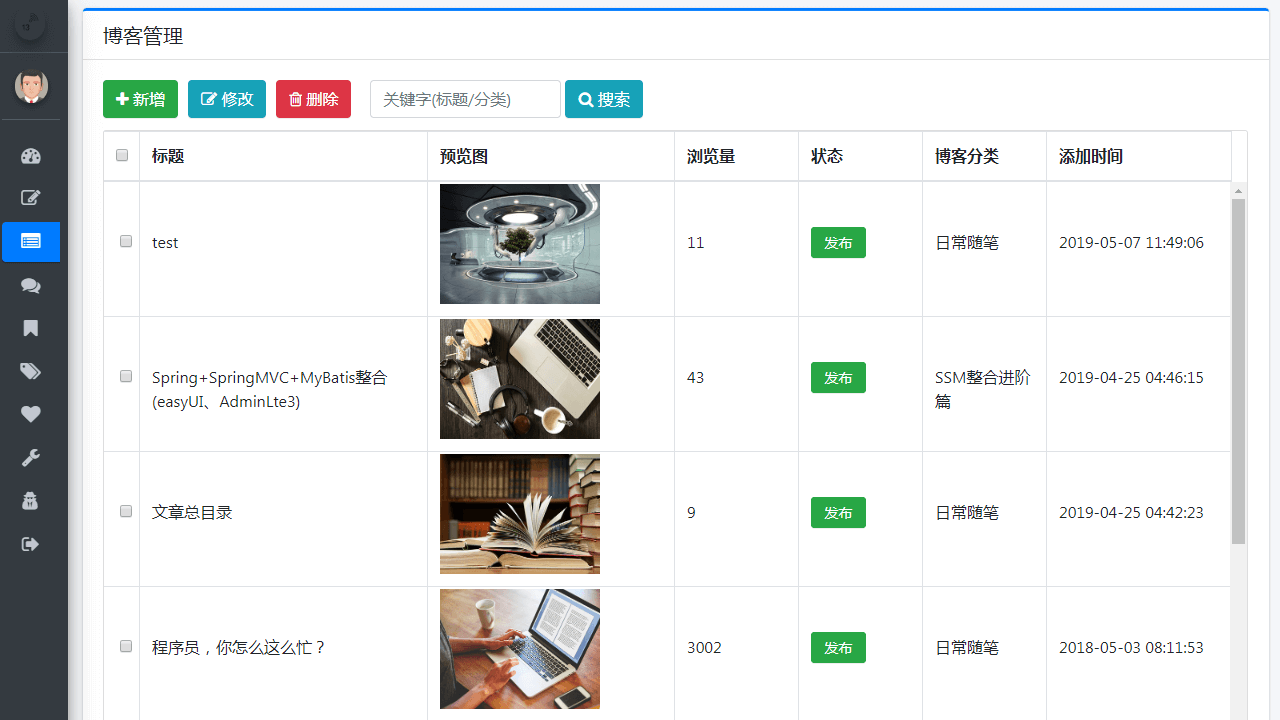 博客管理
新增 修改 删除 关键字(标题/分类) 搜索
标题 预览图 浏览量 状态 博客分类 添加时间
test 11 发布 日常随笔 2019-05-07 11:49:06
Spring+SpringMVC+MyBatis整合 43 发布 SSM整合进阶 2019-04-25 04:46:15
(easyUI、AdminLte3) 篇
文章总目录 9 发布 日常随笔 2019-04-25 04:42:23
程序员，你怎么这么忙？ 3002 发布 日常随笔 2018-05-03 08:11:53